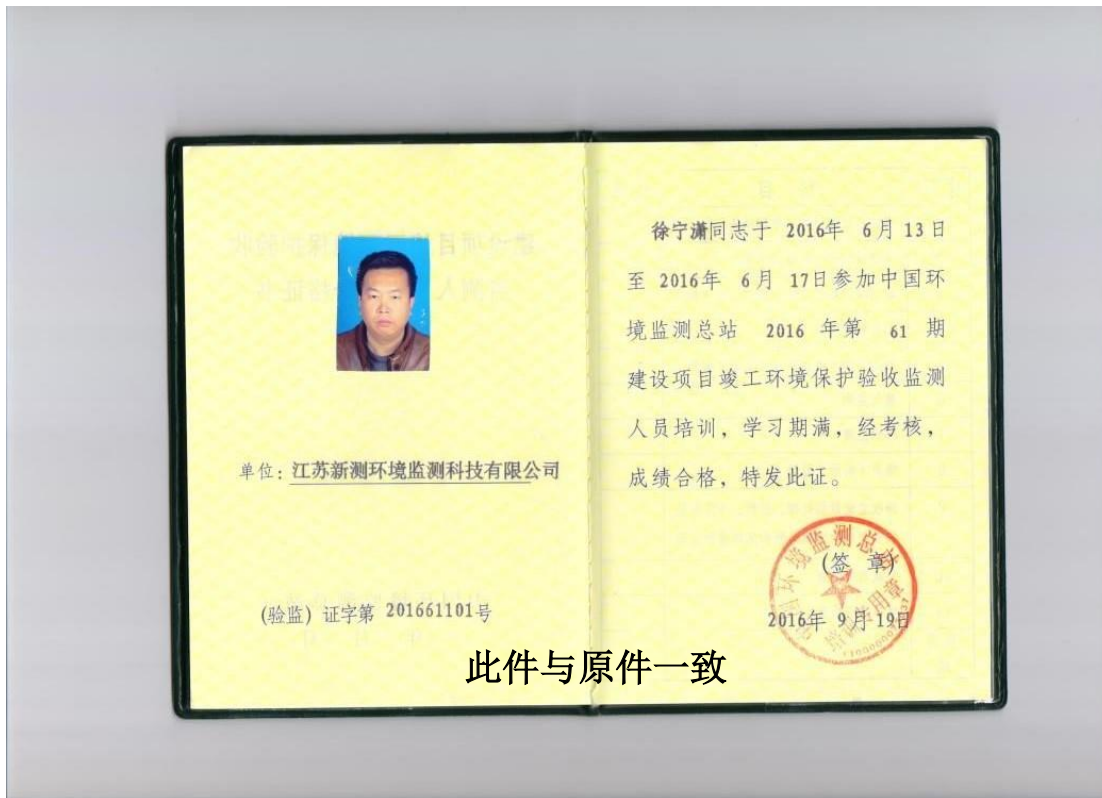 单位：江苏新测环境监测科技有限公司
(验监) 证字第 201661101号
徐宁潇同志于 2016年 6月13日
至 2016年 6月 17日参加中国环
境监测总站 2016 年第 61 期
建设项目竣工环境保护验收监测
人员培训，学习期满，经考核，
成绩合格，特发此证。
(签 章)
2016年 9月19日
此件与原件一致